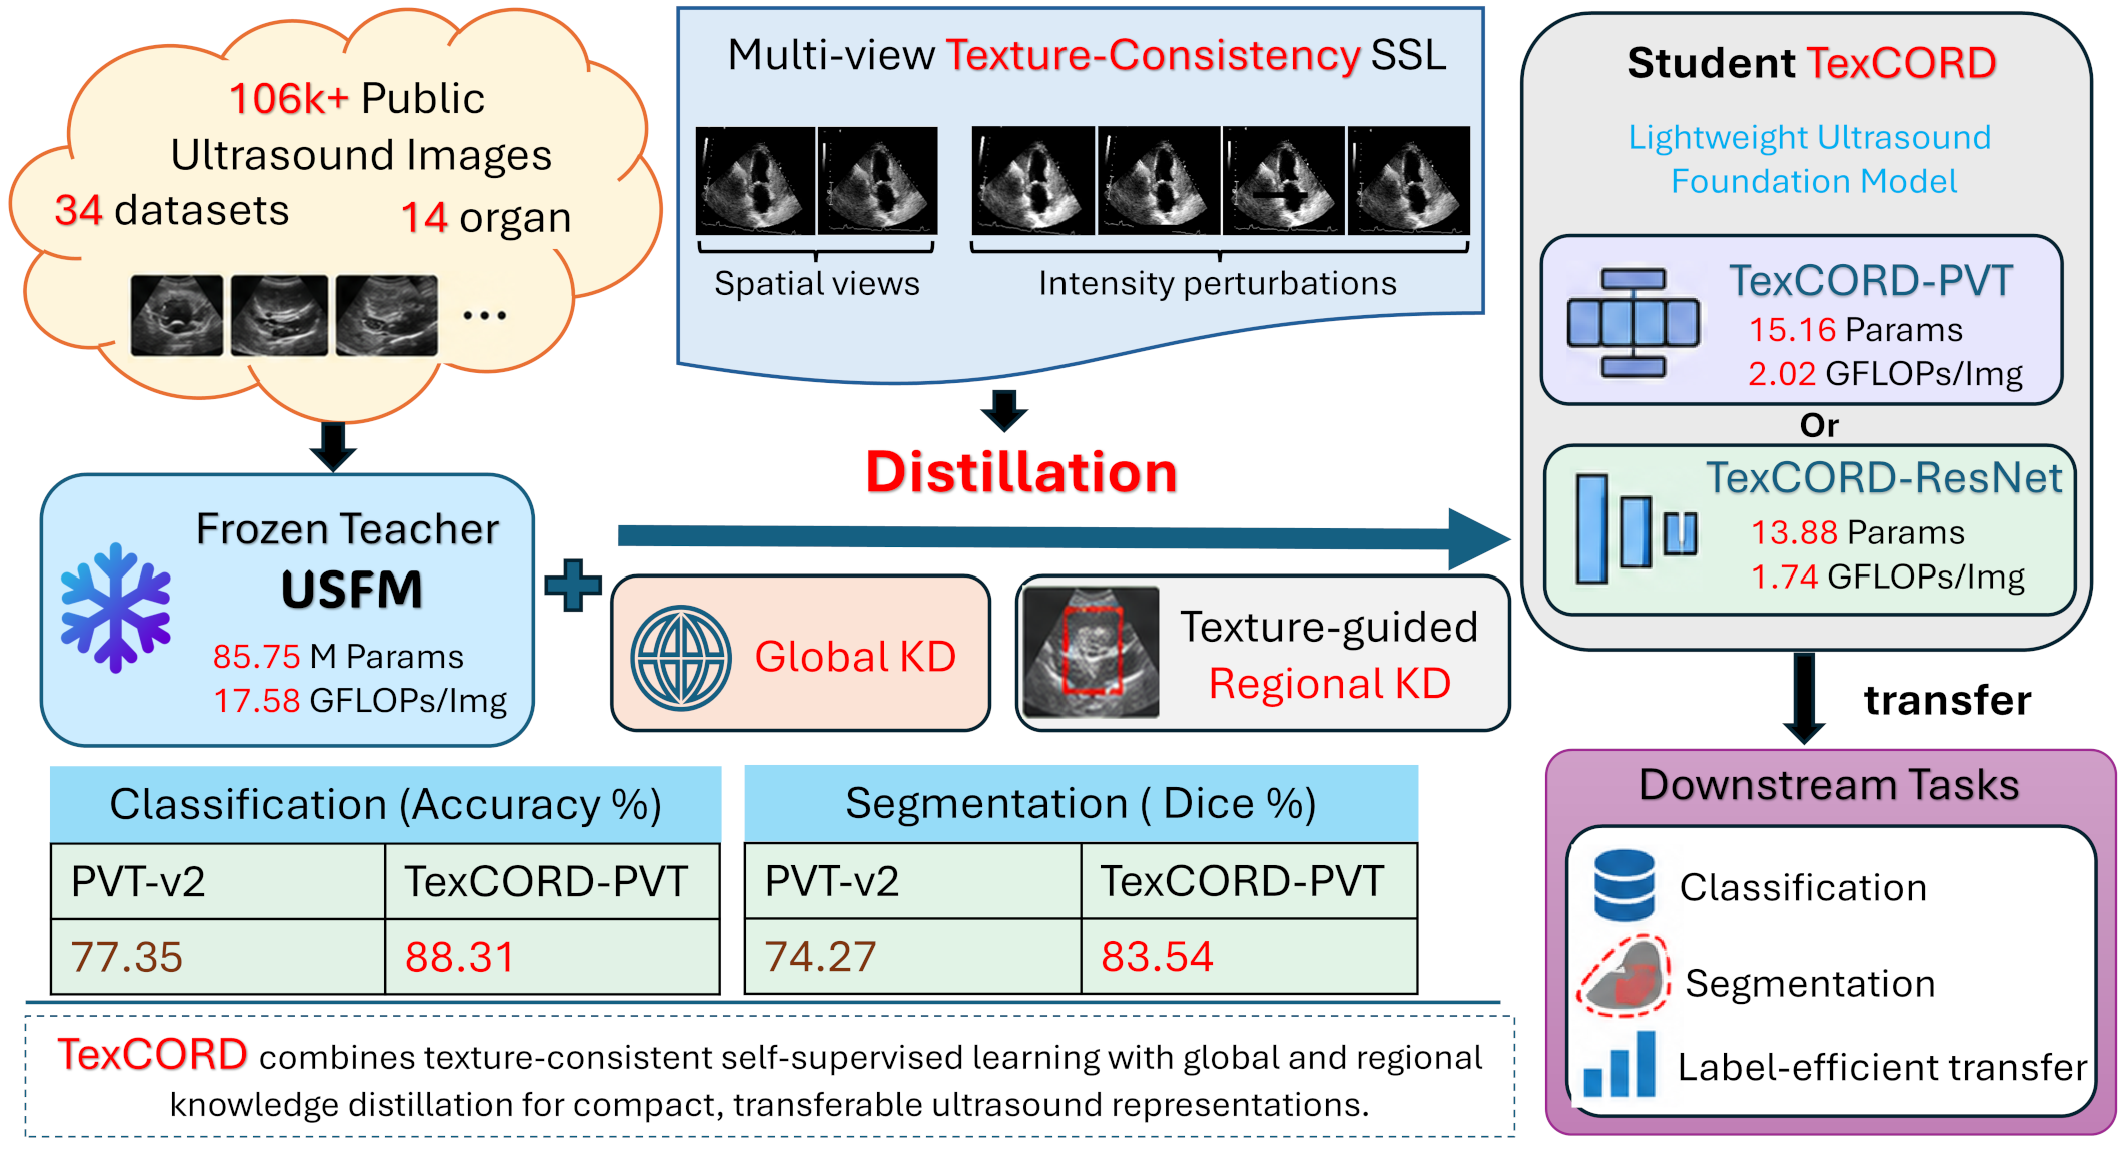 106k+ Public
Ultrasound Images
34 datasets
14 organ
...
Multi-view Texture-Consistency SSL
Spatial views
Intensity perturbations
Distillation
Frozen Teacher
USFM
85.75 M Params
17.58 GFLOPs/Img
Global KD
Texture-guided
Regional KD
Student TexCORD
Lightweight Ultrasound
Foundation Model
TexCORD-PVT
15.16 Params
2.02 GFLOPs/Img
Or
TexCORD-ResNet
13.88 Params
1.74 GFLOPs/Img
transfer
Downstream Tasks
Classification
Segmentation
Label-efficient transfer
Classification (Accuracy %)
PVT-v2 TexCORD-PVT
77.35 88.31
Segmentation ( Dice %)
PVT-v2 TexCORD-PVT
74.27 83.54
TexCORD combines texture-consistent self-supervised learning with global and regional
knowledge distillation for compact, transferable ultrasound representations.